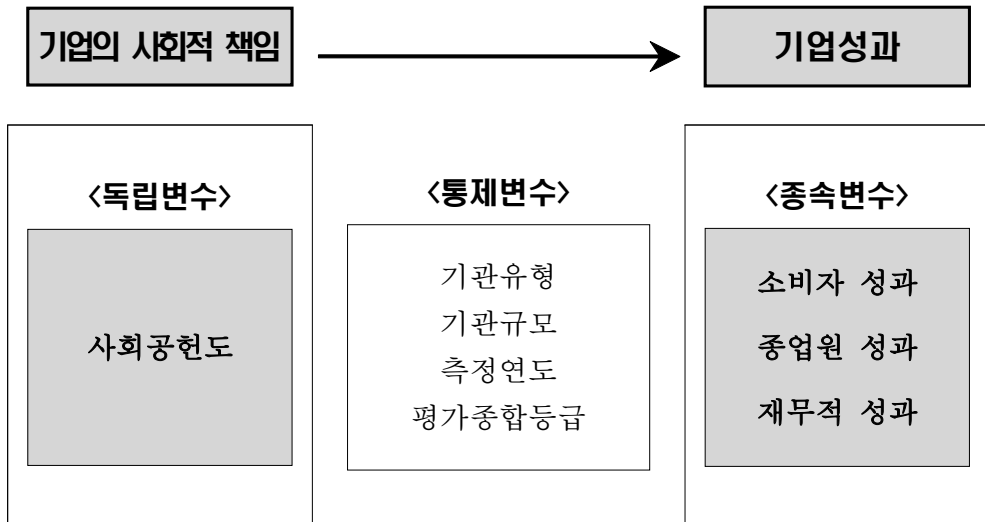 기업의 사회적 책임
기업성과
<독립변수>
사회공헌도
<통제변수>
기관유형
기관규모
측정연도
평가종합등급
<종속변수>
소비자 성과
종업원 성과
재무적 성과